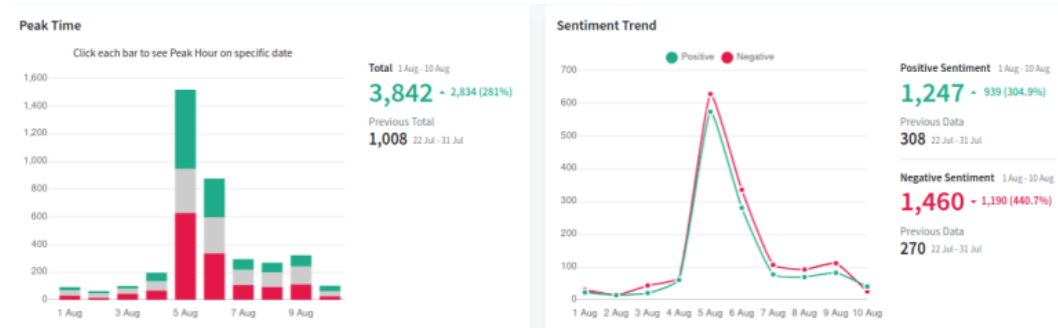 Peak Time
Click each bar to see Peak Hour on specific date
1,600
1,400
1,200
1,000
800
600
400
200
0
1 Aug 3 Aug 5 Aug 7 Aug 9 Aug
Total 1 Aug - 10 Aug
3,842 2,834 (281%)
Previous Total
1,008 22 Jul - 31 Jul
Sentiment Trend
Positive Negative
700
600
500
400
300
200
100
0
1 Aug 2 Aug 3 Aug 4 Aug 5 Aug 6 Aug 7 Aug 8 Aug 9 Aug 10 Aug
Positive Sentiment 1 Aug - 10 Aug
1,247 939 (304.9%)
Previous Data
308 22 Jul - 31 Jul
Negative Sentiment 1 Aug - 10 Aug
1,460 1,190 (440.7%)
Previous Data
270 22 Jul - 31 Jul